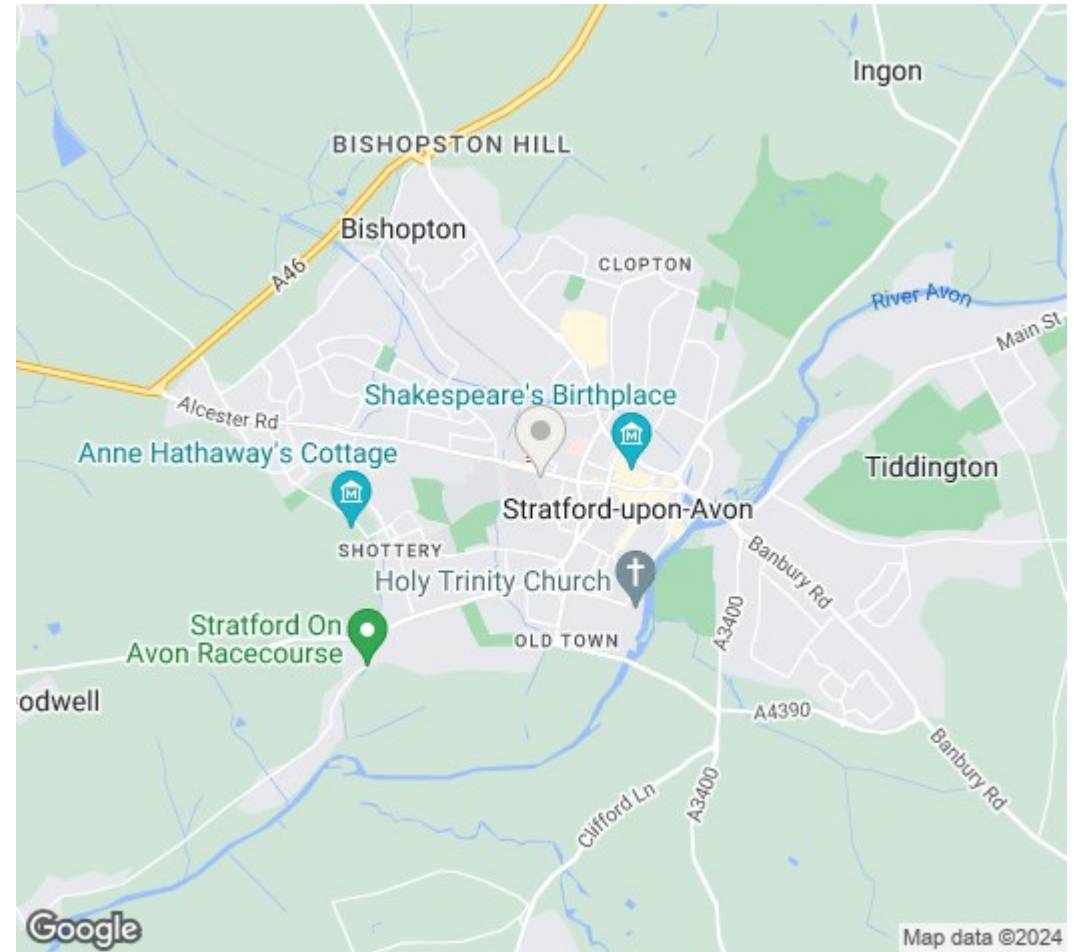 Ingon
BISHOPSTON HILL
Bishopton
CLOPTON
A46
River Avon
Main St
Shakespeare's Birthplace
Alcester Rd
Anne Hathaway's Cottage
Tiddington
Stratford-upon-Avon
SHOTTERY
Banbury Rd
Holy Trinity Church
A3400
Stratford On
Avon Racecourse
OLD TOWN
odwell
A4390
Banbury Rd
A3400
Clifford Ln
Google
Map data ©2024